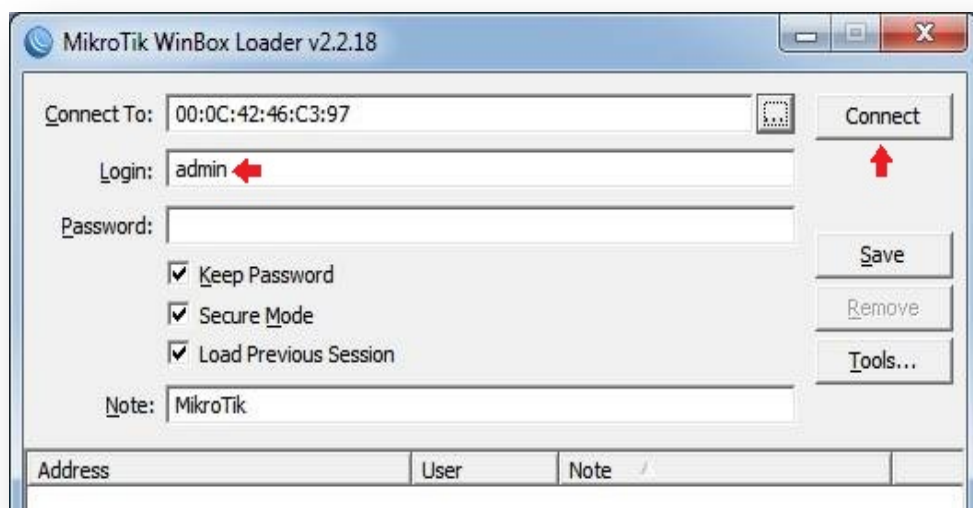 MikroTik WinBox Loader v2.2.18
Connect To: 00:0C:42:46:C3:97 ... Connect
Login: admin
Password:
Save
Keep Password
Remove
Secure Mode
Load Previous Session
Tools...
Note: MikroTik
Address User Note